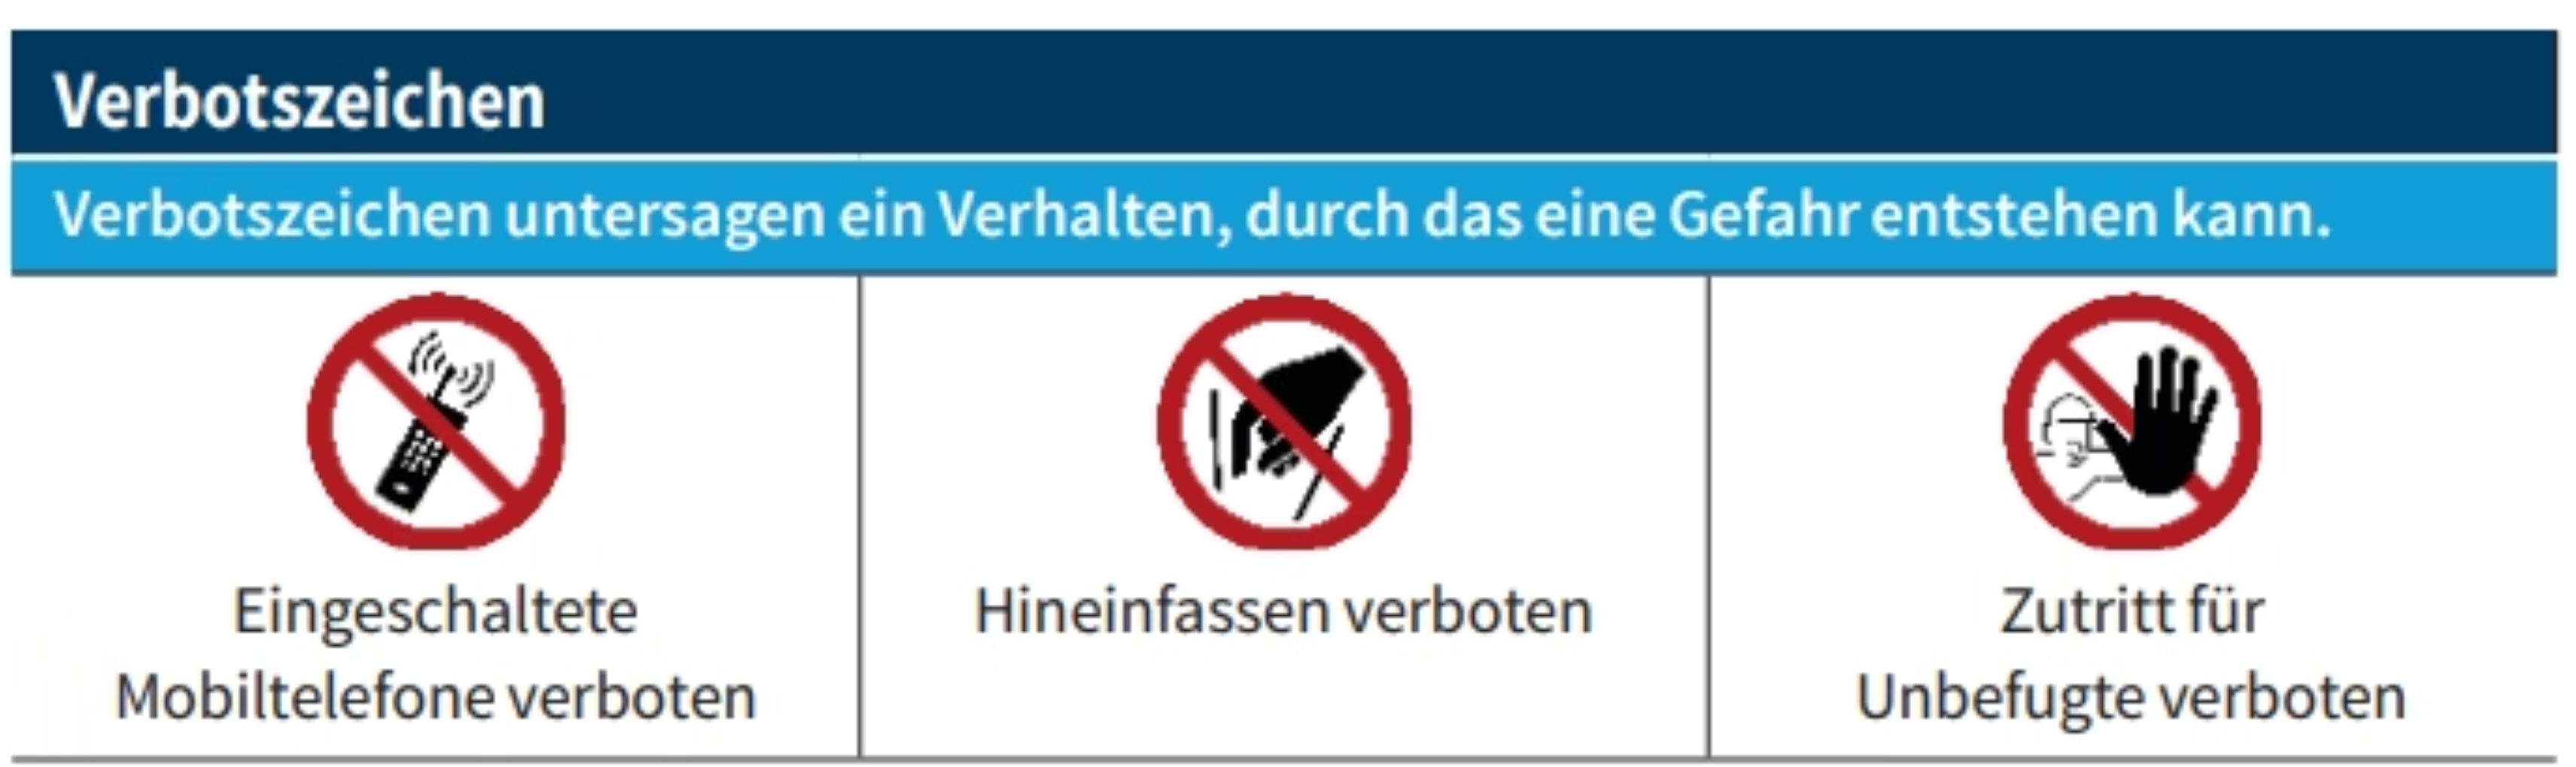 Verbotszeichen
Verbotszeichen untersagen ein Verhalten, durch das eine Gefahr entstehen kann.
Eingeschaltete
Mobiltelefone verboten
Hineinfassen verboten
Zutritt für
Unbefugte verboten